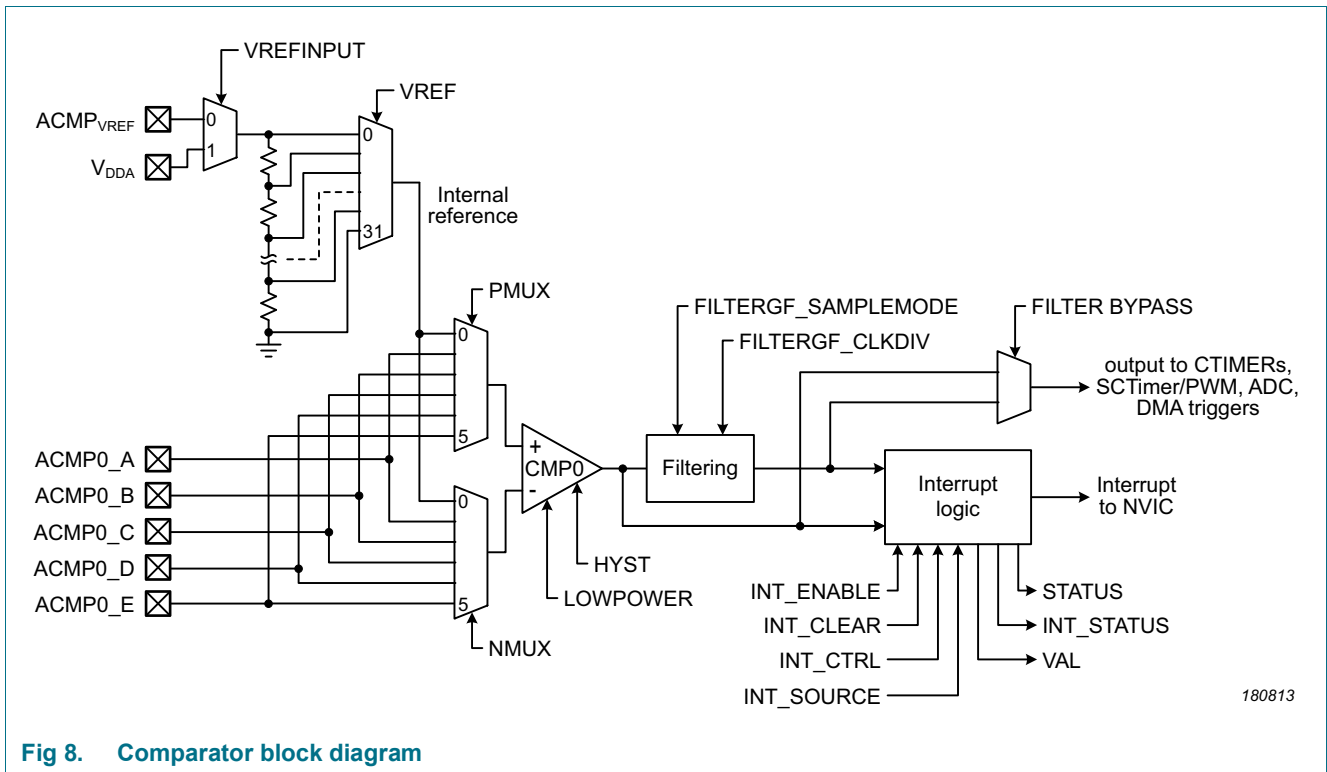 VREFINPUT
ACMPVREF
0
VREF
VDDA
1
0
Internal
reference
31
PMUX
0
FILTERGF_SAMPLEMODE
FILTER BYPASS
FILTERGF_CLKDIV
output to CTIMERs,
SCTimer/PWM, ADC,
DMA triggers
5
+
ACMP0_A
CMP0
Filtering
ACMP0_B
-
0
Interrupt
logic
Interrupt
to NVIC
ACMP0_C
HYST
ACMP0_D
LOWPOWER
INT_ENABLE
STATUS
ACMP0_E
5
INT_CLEAR
INT_STATUS
NMUX
INT_CTRL
VAL
INT_SOURCE
180813
Fig 8. Comparator block diagram